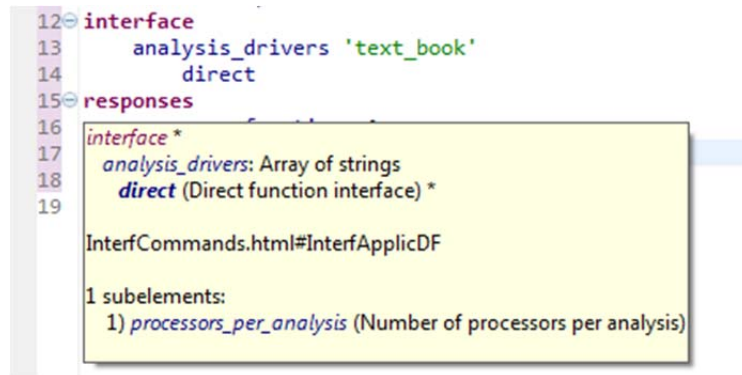 12 interface
13 analysis_drivers 'text_book'
14 direct
15 responses
16
17
18
19
interface *
analysis_drivers: Array of strings
direct (Direct function interface) *
InterfCommands.html#InterfApplicDF
1 subelements:
1) processors_per_analysis (Number of processors per analysis)